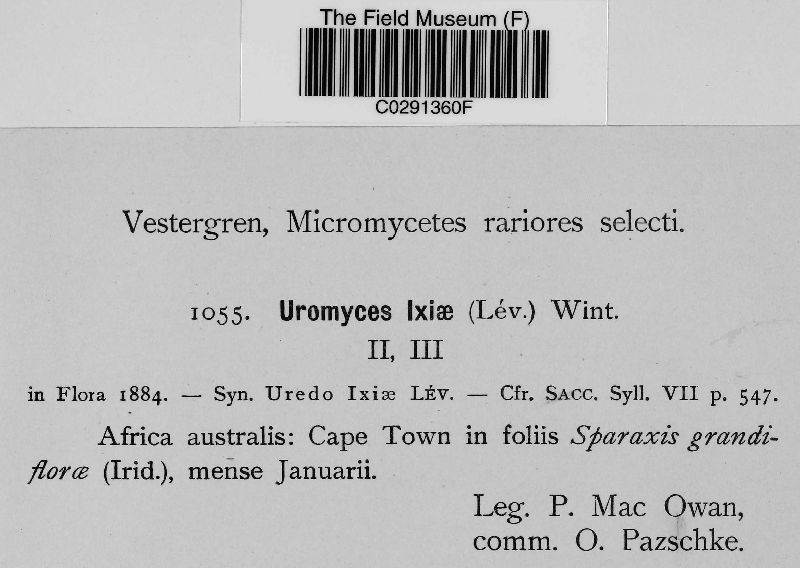 The Field Museum (F)
C0291360F
Vestergren, Micromycetes rariores selecti.
1055. Uromyces Ixiæ (Lév.) Wint.
II, III
in Flora 1884. — Syn. Uredo Ixiæ LÉV. — Cfr. SACC. Syll. VII p. 547.
Africa australis: Cape Town in foliis Sparaxis grandi-
floræ (Irid.), mense Januarii.
Leg. P. Mac Owan,
comm. O. Pazschke.